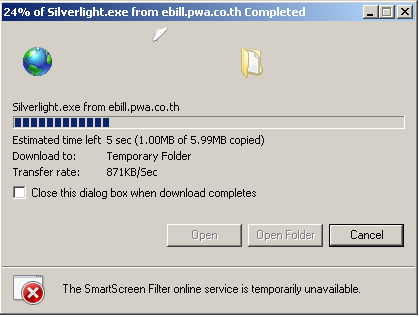 24% of Silverlight.exe from ebill.pwa.co.th Completed
Silverlight.exe from ebill.pwa.co.th
Estimated time left 5 sec (1.00MB of 5.99MB copied)
Download to: Temporary Folder
Transfer rate: 871KB/Sec
Close this dialog box when download completes
Open Open Folder Cancel
The SmartScreen Filter online service is temporarily unavailable.